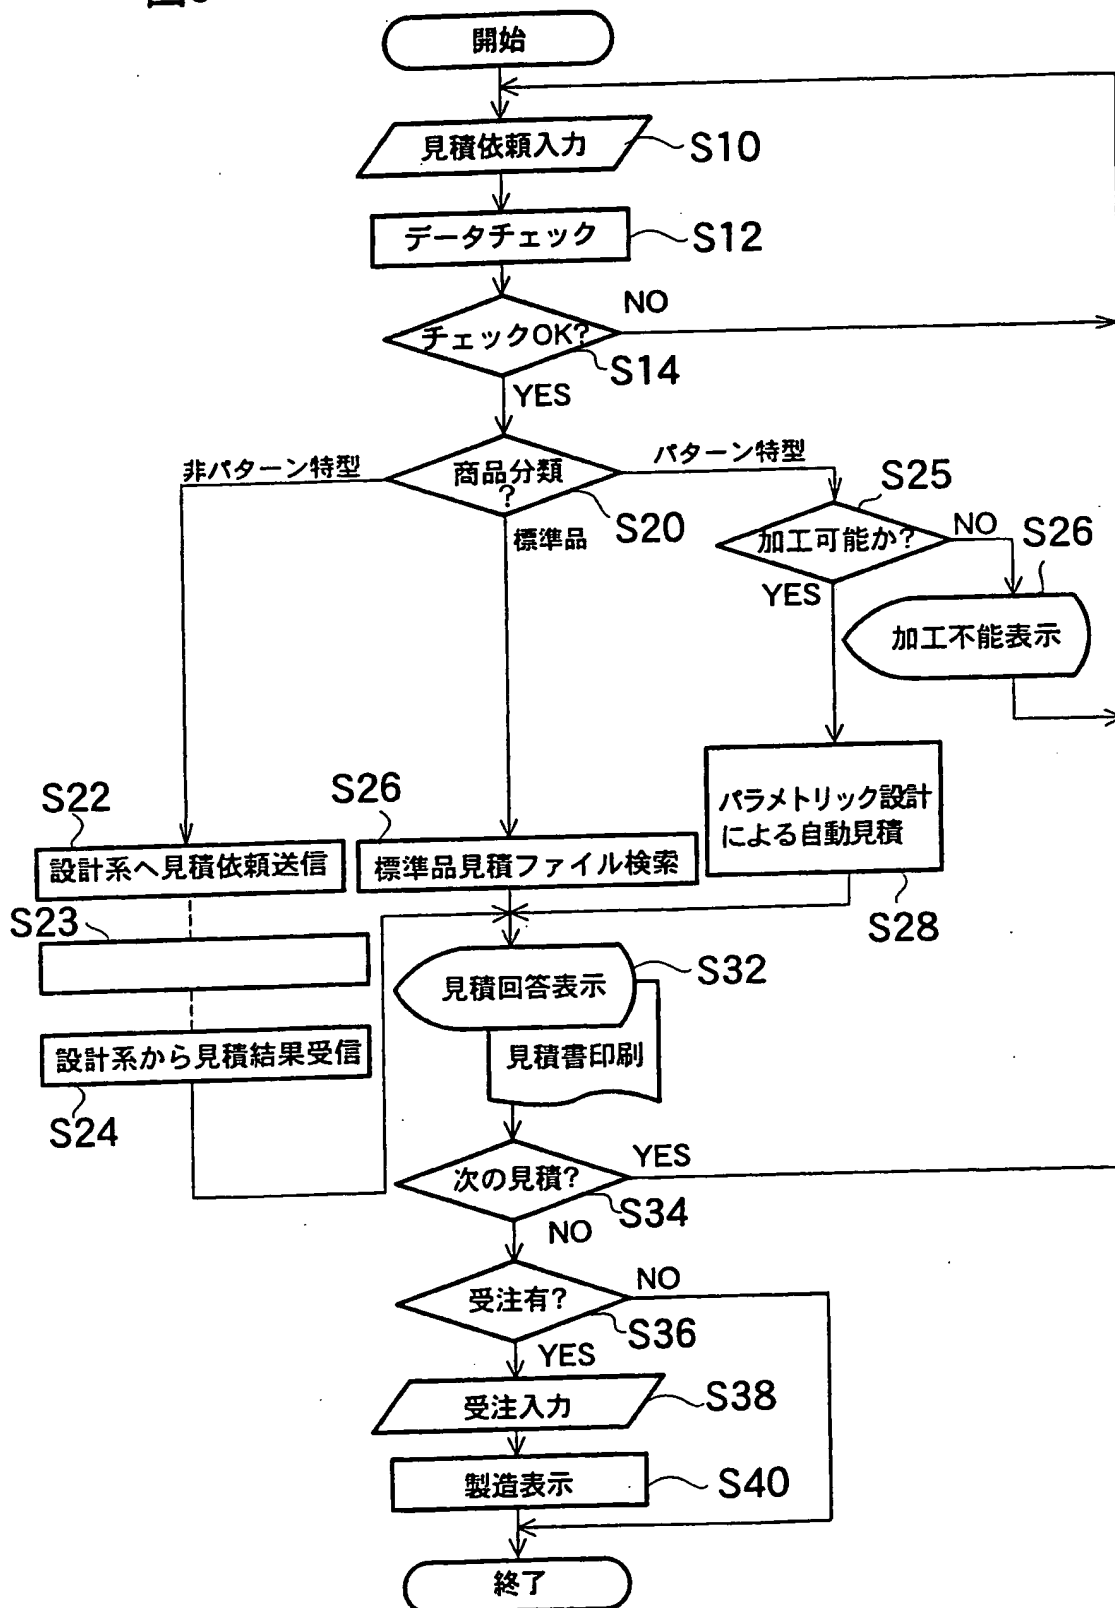 開始
見積依頼入力
S10
データチェック
S12
NO
チェックOK?
S14
YES
非パターン特型
商品分類
?
パターン特型
S20
標準品
S25
加工可能か?
NO
S26
YES
加工不能表示
S22
S26
パラメトリック設計
による自動見積
設計系へ見積依頼送信
標準品見積ファイル検索
S23
S28
見積回答表示
S32
見積書印刷
設計系から見積結果受信
S24
次の見積?
YES
S34
NO
受注有?
NO
S36
YES
受注入力
S38
製造表示
S40
終了